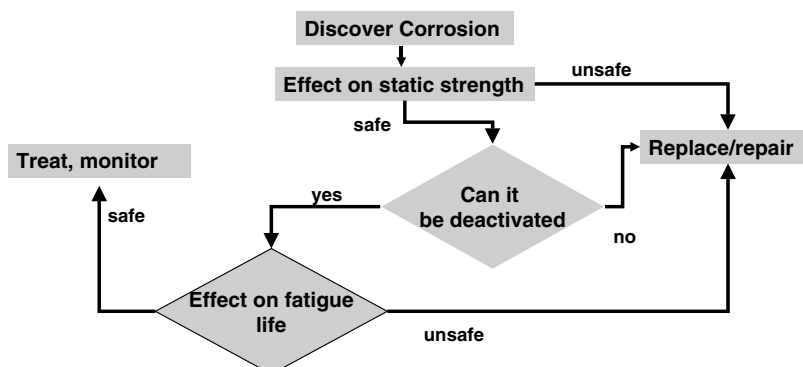 Discover Corrosion
Effect on static strength
unsafe
safe
Replace/repair
Treat, monitor
Can it
be deactivated
yes
safe
no
Effect on fatigue
life
unsafe